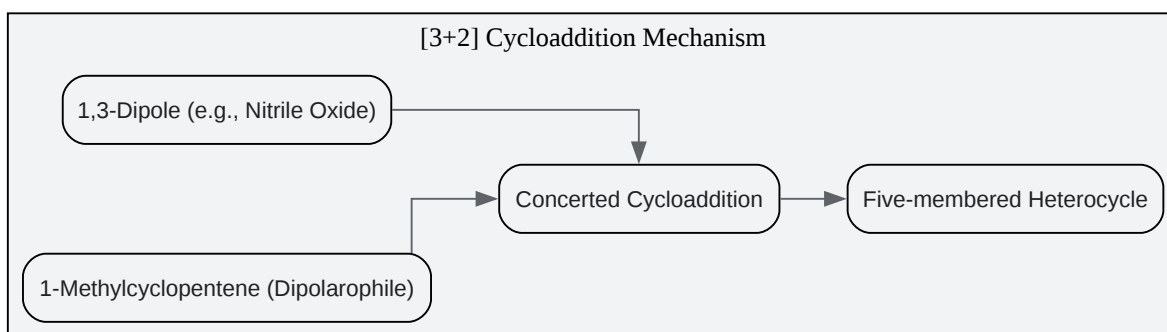 [3+2] Cycloaddition Mechanism
1,3-Dipole (e.g., Nitrile Oxide)
Concerted Cycloaddition
Five-membered Heterocycle
1-Methylcyclopentene (Dipolarophile)